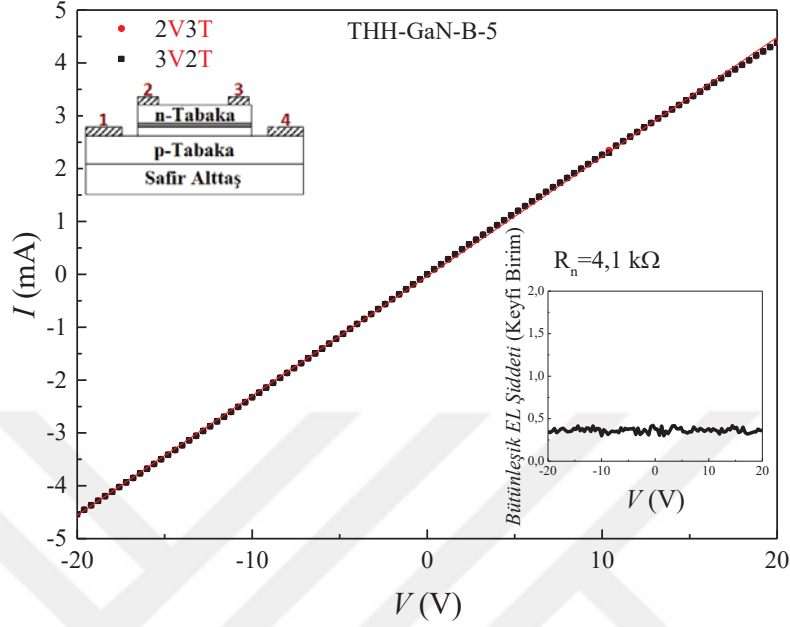 2V3T
3V2T
THH-GaN-B-5
2 3
n-Tabaka
1 4
p-Tabaka
Safir Alttaş
I (mA)
5
4
3
2
1
0
-1
-2
-3
-4
-5
-20 -10 0 10 20
V (V)
Rn=4,1 kΩ
Bütünleşik EL Şiddeti (Keyfi Birim)
2,0
1,5
1,0
0,5
0,0
-20 -10 0 10 20
V (V)